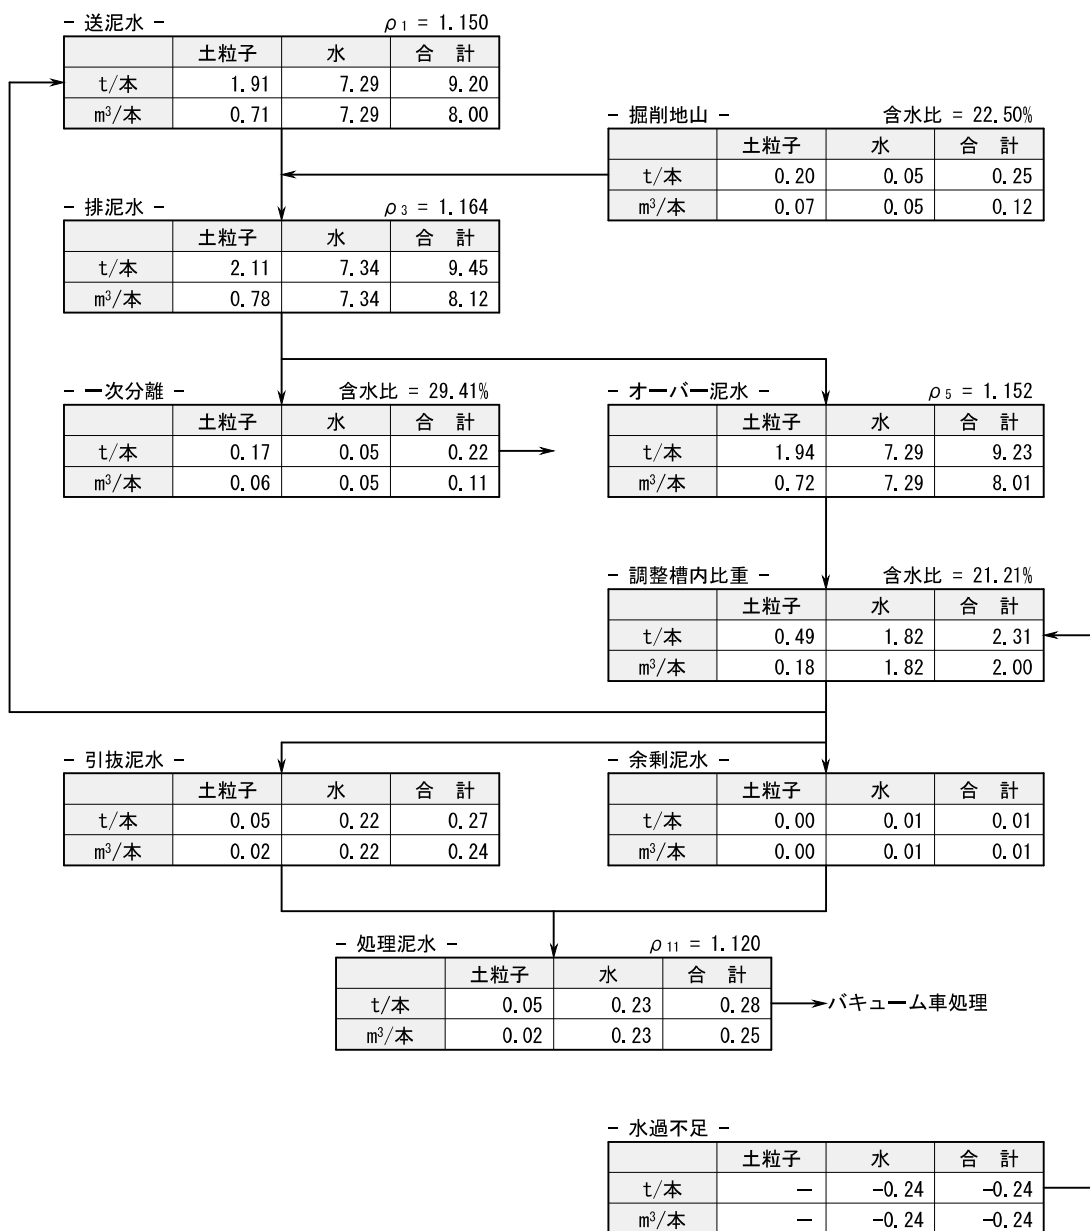 - 送泥水 - ρ1 = 1.150
土粒子 水 合 計
t/本 1.91 7.29 9.20
m³/本 0.71 7.29 8.00
- 掘削地山 - 含水比 = 22.50%
土粒子 水 合 計
t/本 0.20 0.05 0.25
m³/本 0.07 0.05 0.12
- 排泥水 - ρ3 = 1.164
土粒子 水 合 計
t/本 2.11 7.34 9.45
m³/本 0.78 7.34 8.12
- 一次分離 - 含水比 = 29.41%
土粒子 水 合 計
t/本 0.17 0.05 0.22
m³/本 0.06 0.05 0.11
- オーバー泥水 - ρ5 = 1.152
土粒子 水 合 計
t/本 1.94 7.29 9.23
m³/本 0.72 7.29 8.01
- 調整槽内比重 - 含水比 = 21.21%
土粒子 水 合 計
t/本 0.49 1.82 2.31
m³/本 0.18 1.82 2.00
- 引抜泥水 -
土粒子 水 合 計
t/本 0.05 0.22 0.27
m³/本 0.02 0.22 0.24
- 余剰泥水 -
土粒子 水 合 計
t/本 0.00 0.01 0.01
m³/本 0.00 0.01 0.01
- 処理泥水 - ρ11 = 1.120
土粒子 水 合 計
t/本 0.05 0.23 0.28
m³/本 0.02 0.23 0.25
バキューム車処理
- 水過不足 -
土粒子 水 合 計
t/本 — -0.24 -0.24
m³/本 — -0.24 -0.24